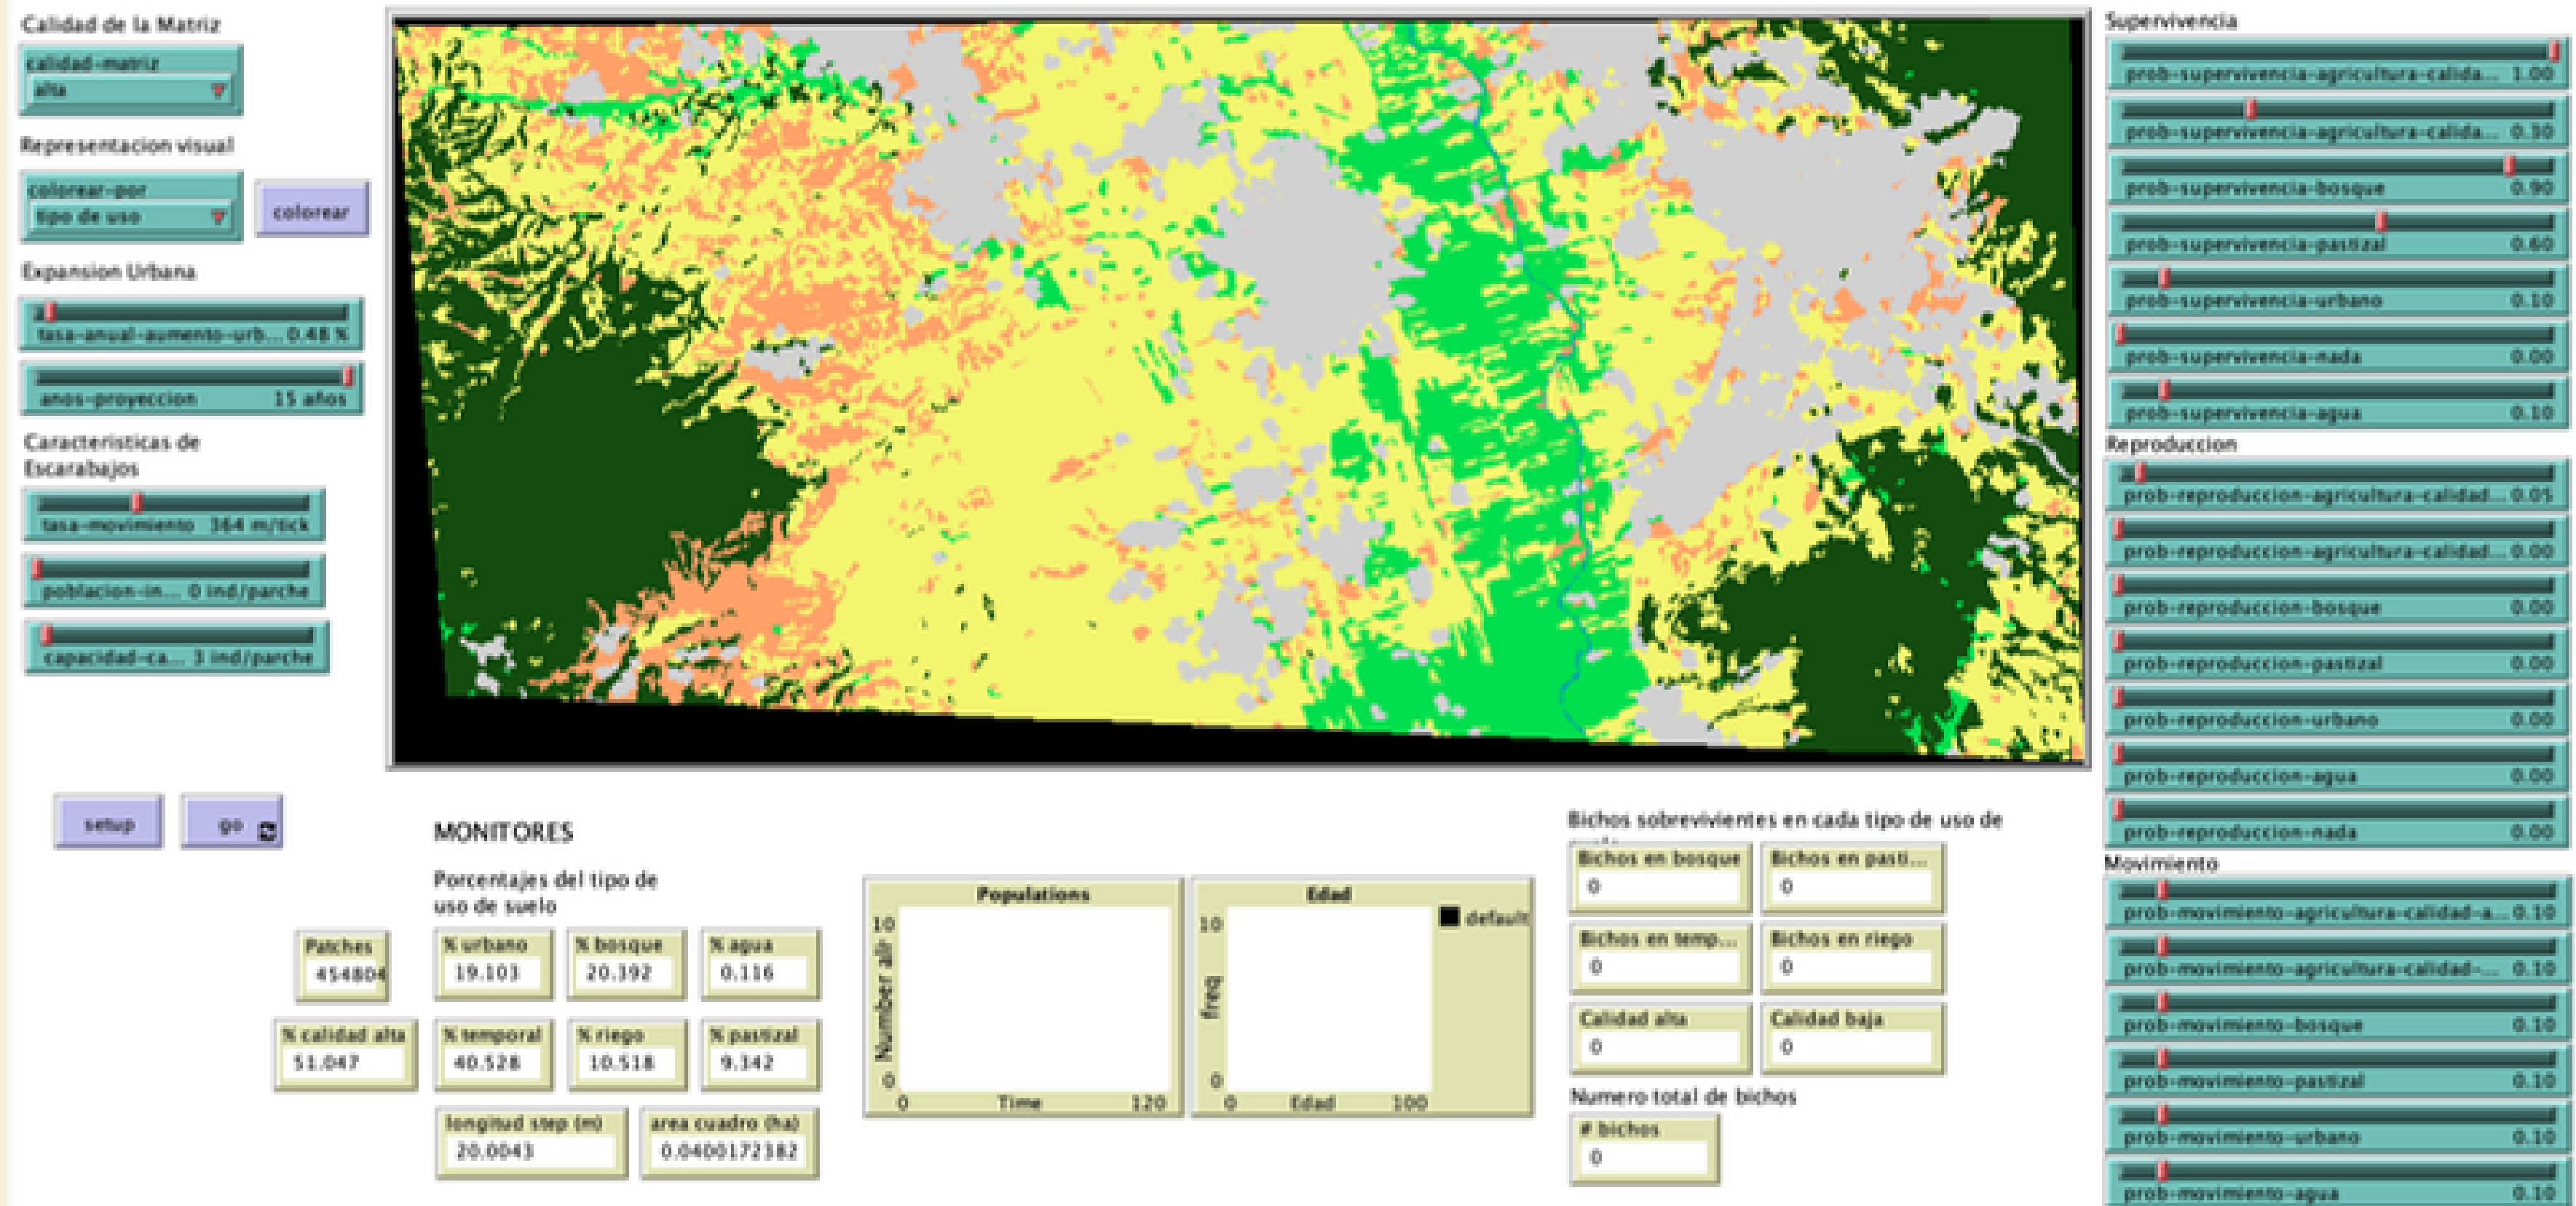 Calidad de la Matriz
calidad-matriz
alta
Representacion visual
colorear-por
tipo de uso
colorear
Expansion Urbana
tasa-anual-aumento-urb... 0.48 %
anos-proyeccion 15 años
Caracteristicas de
Escarabajos
tasa-movimiento 364 m/tick
poblacion-in... 0 ind/parche
capacidad-ca... 3 ind/parche
setup
go
MONITORES
Porcentajes del tipo de
uso de suelo
Patches
454804
% urbano
19.103
% bosque
20.392
% agua
0.116
% calidad alta
51.047
% temporal
40.528
% riego
10.518
% pastizal
9.342
longitud step (m)
20.0043
area cuadro (ha)
0.0400172382
Populations
10
Number
0
0
Time
120
Edad
10
freq
0
0
Edad
100
default
Bichos sobrevivientes en cada tipo de uso de
Bichos en bosque
0
Bichos en pasti...
0
Bichos en temp...
0
Bichos en riego
0
Calidad alta
0
Calidad baja
0
Numero total de bichos
# bichos
0
Supervivencia
prob-supervivencia-agricultura-calida... 1.00
prob-supervivencia-agricultura-calida... 0.30
prob-supervivencia-bosque 0.90
prob-supervivencia-pastizal 0.60
prob-supervivencia-urbano 0.10
prob-supervivencia-nada 0.00
prob-supervivencia-agua 0.10
Reproduccion
prob-reproduccion-agricultura-calidad... 0.05
prob-reproduccion-agricultura-calidad... 0.00
prob-reproduccion-bosque 0.00
prob-reproduccion-pastizal 0.00
prob-reproduccion-urbano 0.00
prob-reproduccion-agua 0.00
prob-reproduccion-nada 0.00
Movimiento
prob-movimiento-agricultura-calidad-a... 0.10
prob-movimiento-agricultura-calidad-... 0.10
prob-movimiento-bosque 0.10
prob-movimiento-pastizal 0.10
prob-movimiento-urbano 0.10
prob-movimiento-agua 0.10